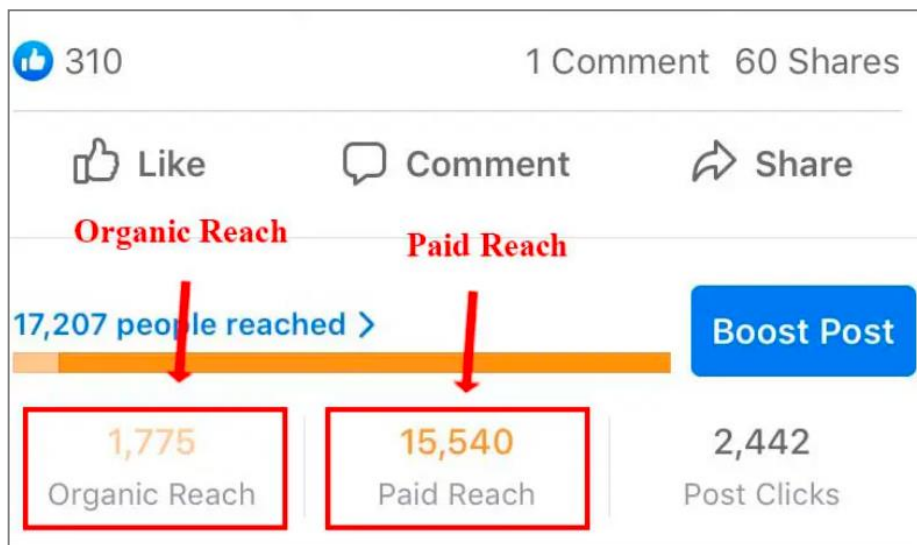 310 1 Comment 60 Shares
Like Comment Share
Organic Reach Paid Reach
17,207 people reached >
Boost Post
1,775 15,540 2,442
Organic Reach Paid Reach Post Clicks